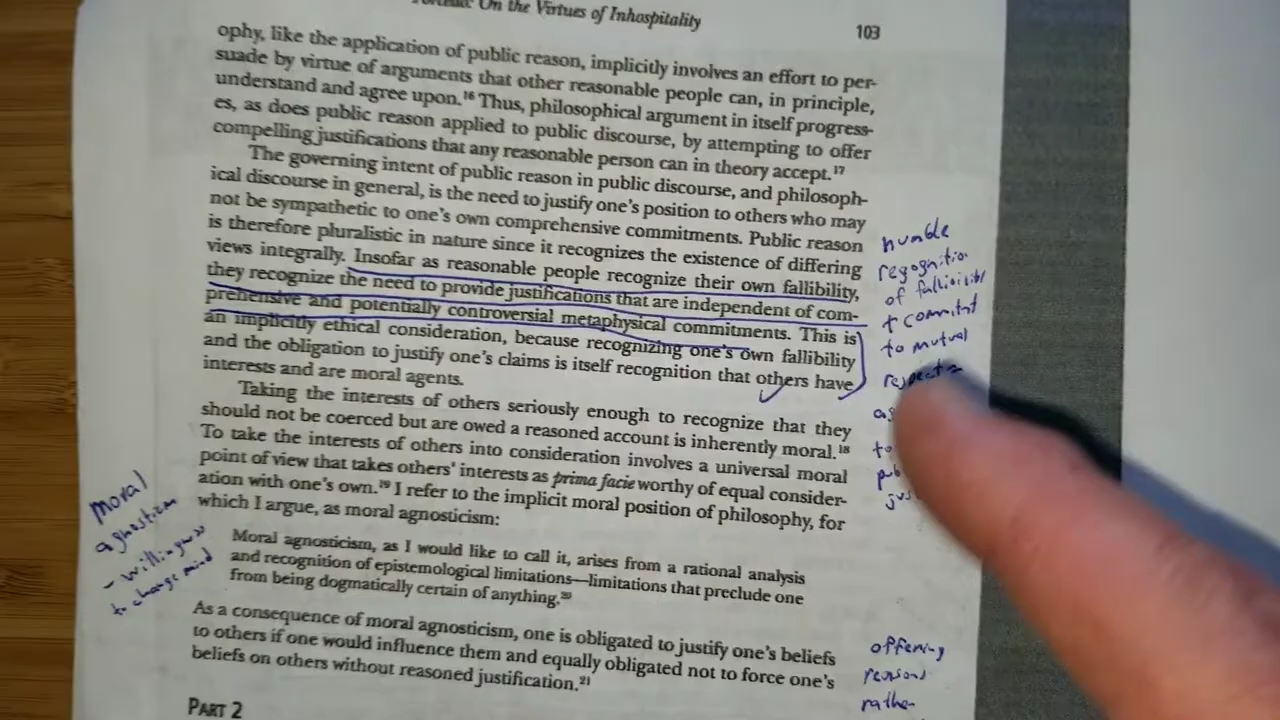 On the Virtues of Inhospitality
103
ophy, like the application of public reason, implicitly involves an effort to per-
suade by virtue of arguments that other reasonable people can, in principle,
understand and agree upon.16 Thus, philosophical argument in itself progress-
es, as does public reason applied to public discourse, by attempting to offer
compelling justifications that any reasonable person can in theory accept.17
The governing intent of public reason in public discourse, and philosoph-
ical discourse in general, is the need to justify one's position to others who may
not be sympathetic to one's own comprehensive commitments. Public reason
is therefore pluralistic in nature since it recognizes the existence of differing
views integrally. Insofar as reasonable people recognize their own fallibility,
they recognize the need to provide justifications that are independent of com-
prehensive and potentially controversial metaphysical commitments. This is
an implicitly ethical consideration, because recognizing one's own fallibility
and the obligation to justify one's claims is itself recognition that others have
interests and are moral agents.
Taking the interests of others seriously enough to recognize that they
should not be coerced but are owed a reasoned account is inherently moral.18
To take the interests of others into consideration involves a universal moral
point of view that takes others' interests as prima facie worthy of equal consider-
ation with one's own.19 I refer to the implicit moral position of philosophy, for
which I argue, as moral agnosticism:
Moral agnosticism, as I would like to call it, arises from a rational analysis
and recognition of epistemological limitations—limitations that preclude one
from being dogmatically certain of anything.20
As a consequence of moral agnosticism, one is obligated to justify one's beliefs
to others if one would influence them and equally obligated not to force one's
beliefs on others without reasoned justification.21
PART 2
humble
of
to mutual
moral
- willingness
to change mind
offering
reasons
rather